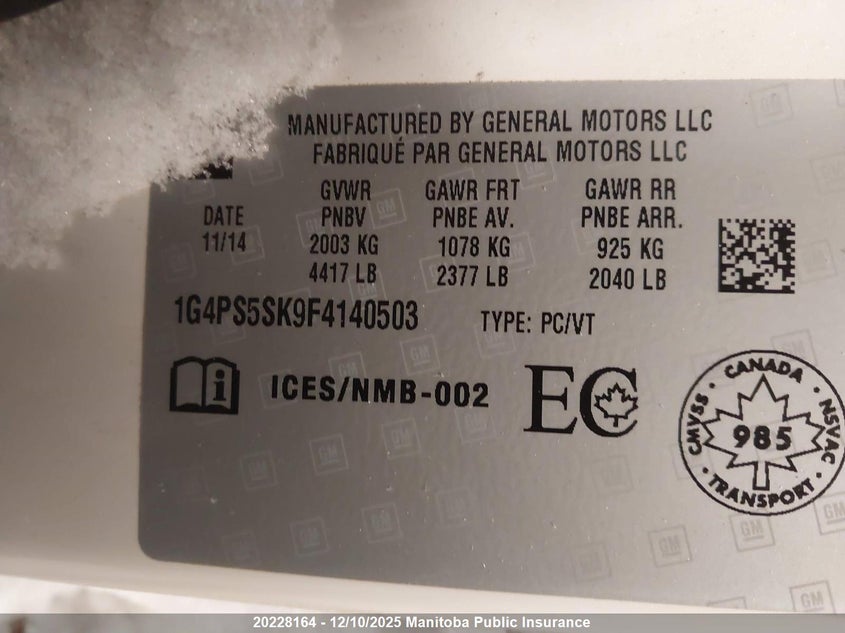 MANUFACTURED BY GENERAL MOTORS LLC
FABRIQUÉ PAR GENERAL MOTORS LLC
GVWR GAWR FRT GAWR RR
DATE PNBV PNBE AV. PNBE ARR.
11/14 2003 KG 1078 KG 925 KG
4417 LB 2377 LB 2040 LB
1G4PS5SK9F4140503 TYPE: PC/VT
i ICES/NMB-002 EC
CANADA
CMVSS · NSVAC
985
TRANSPORT
GM
20228164 - 12/10/2025 Manitoba Public Insurance